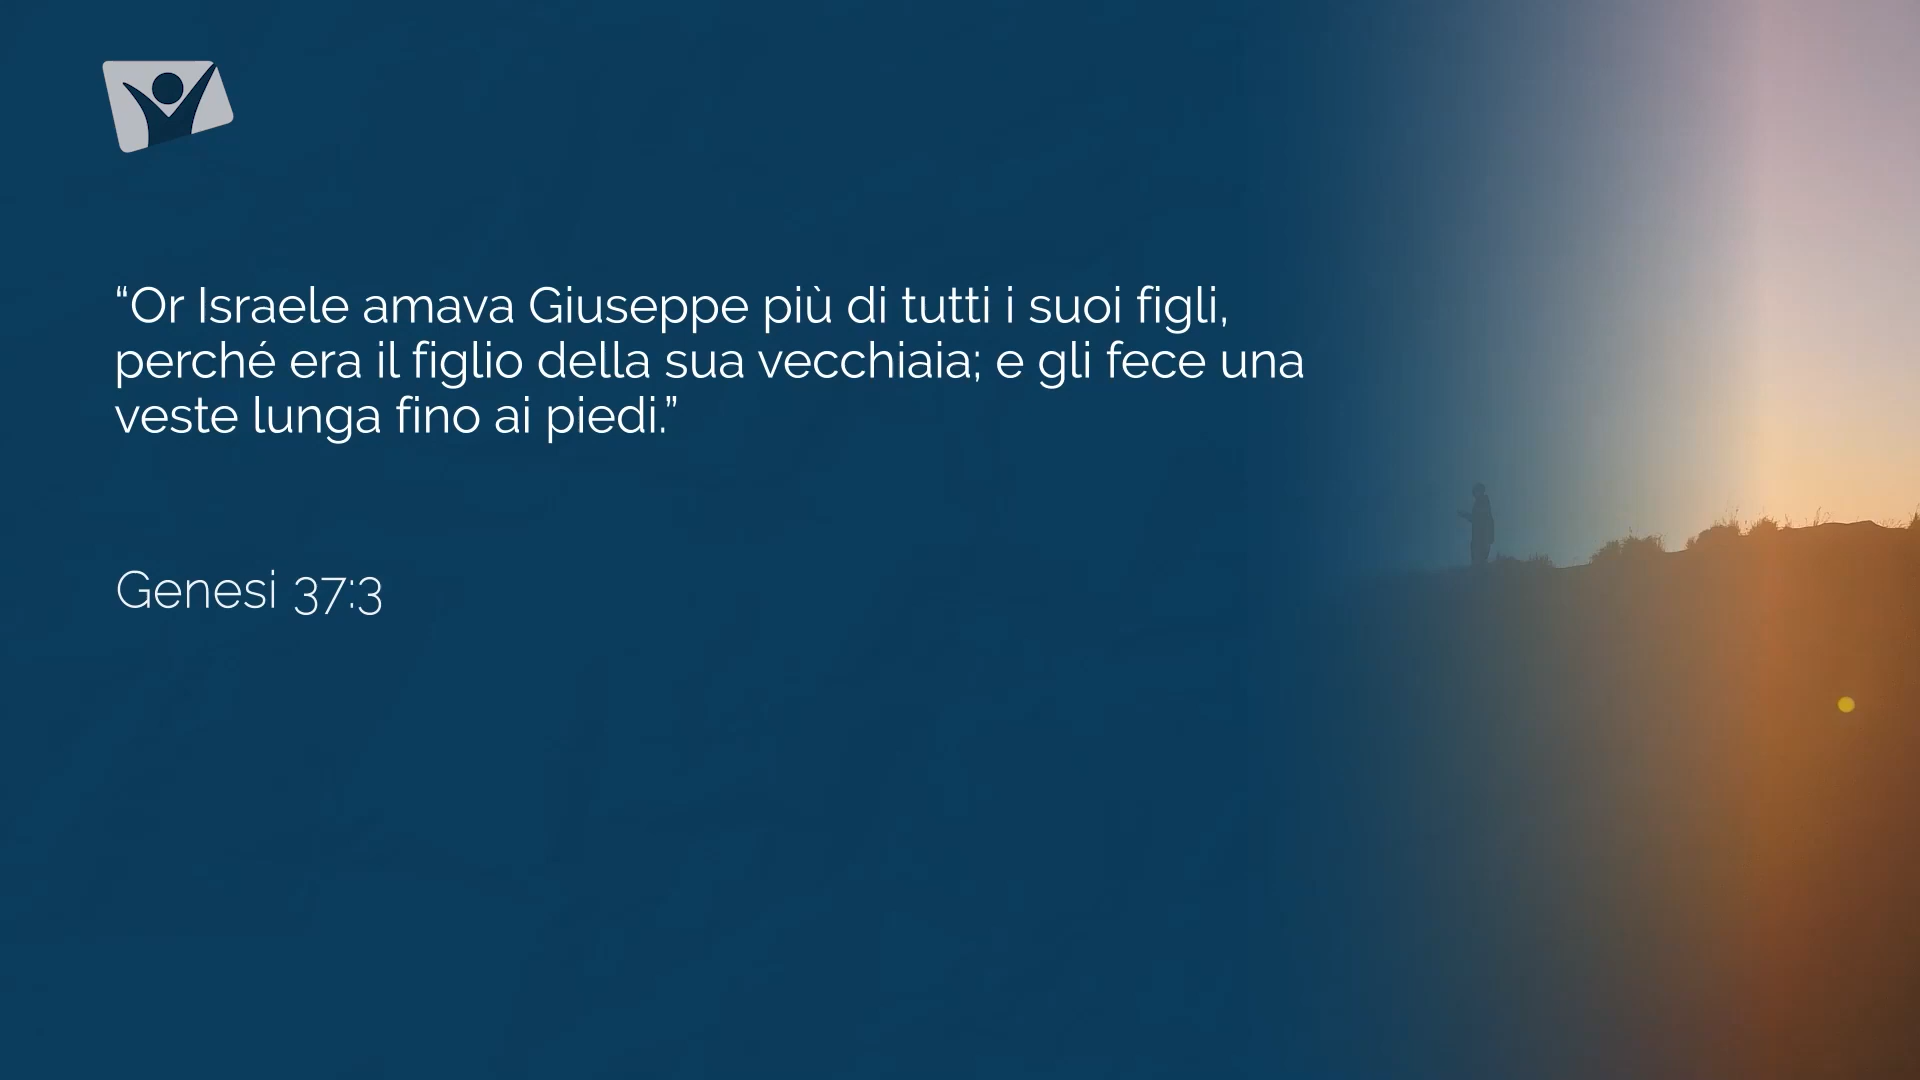 “Or Israele amava Giuseppe più di tutti i suoi figli,
perché era il figlio della sua vecchiaia; e gli fece una
veste lunga fino ai piedi.”
Genesi 37:3